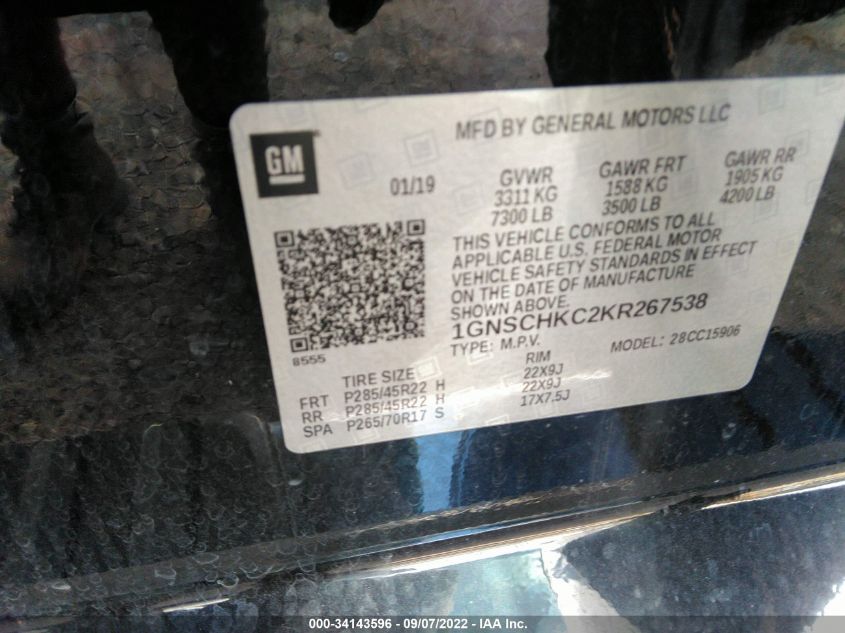 MFD BY GENERAL MOTORS LLC
GM
01/19
GVWR
3311 KG
7300 LB
GAWR FRT
1588 KG
3500 LB
GAWR RR
1905 KG
4200 LB
THIS VEHICLE CONFORMS TO ALL
APPLICABLE U.S. FEDERAL MOTOR
VEHICLE SAFETY STANDARDS IN EFFECT
ON THE DATE OF MANUFACTURE
SHOWN ABOVE.
1GNSCHKC2KR267538
TYPE: M.P.V. MODEL: 28CC15906
8555
TIRE SIZE RIM
FRT P285/45R22 H 22X9J
RR P285/45R22 H 22X9J
SPA P265/70R17 S 17X7.5J
000-34143596 - 09/07/2022 - IAA Inc.